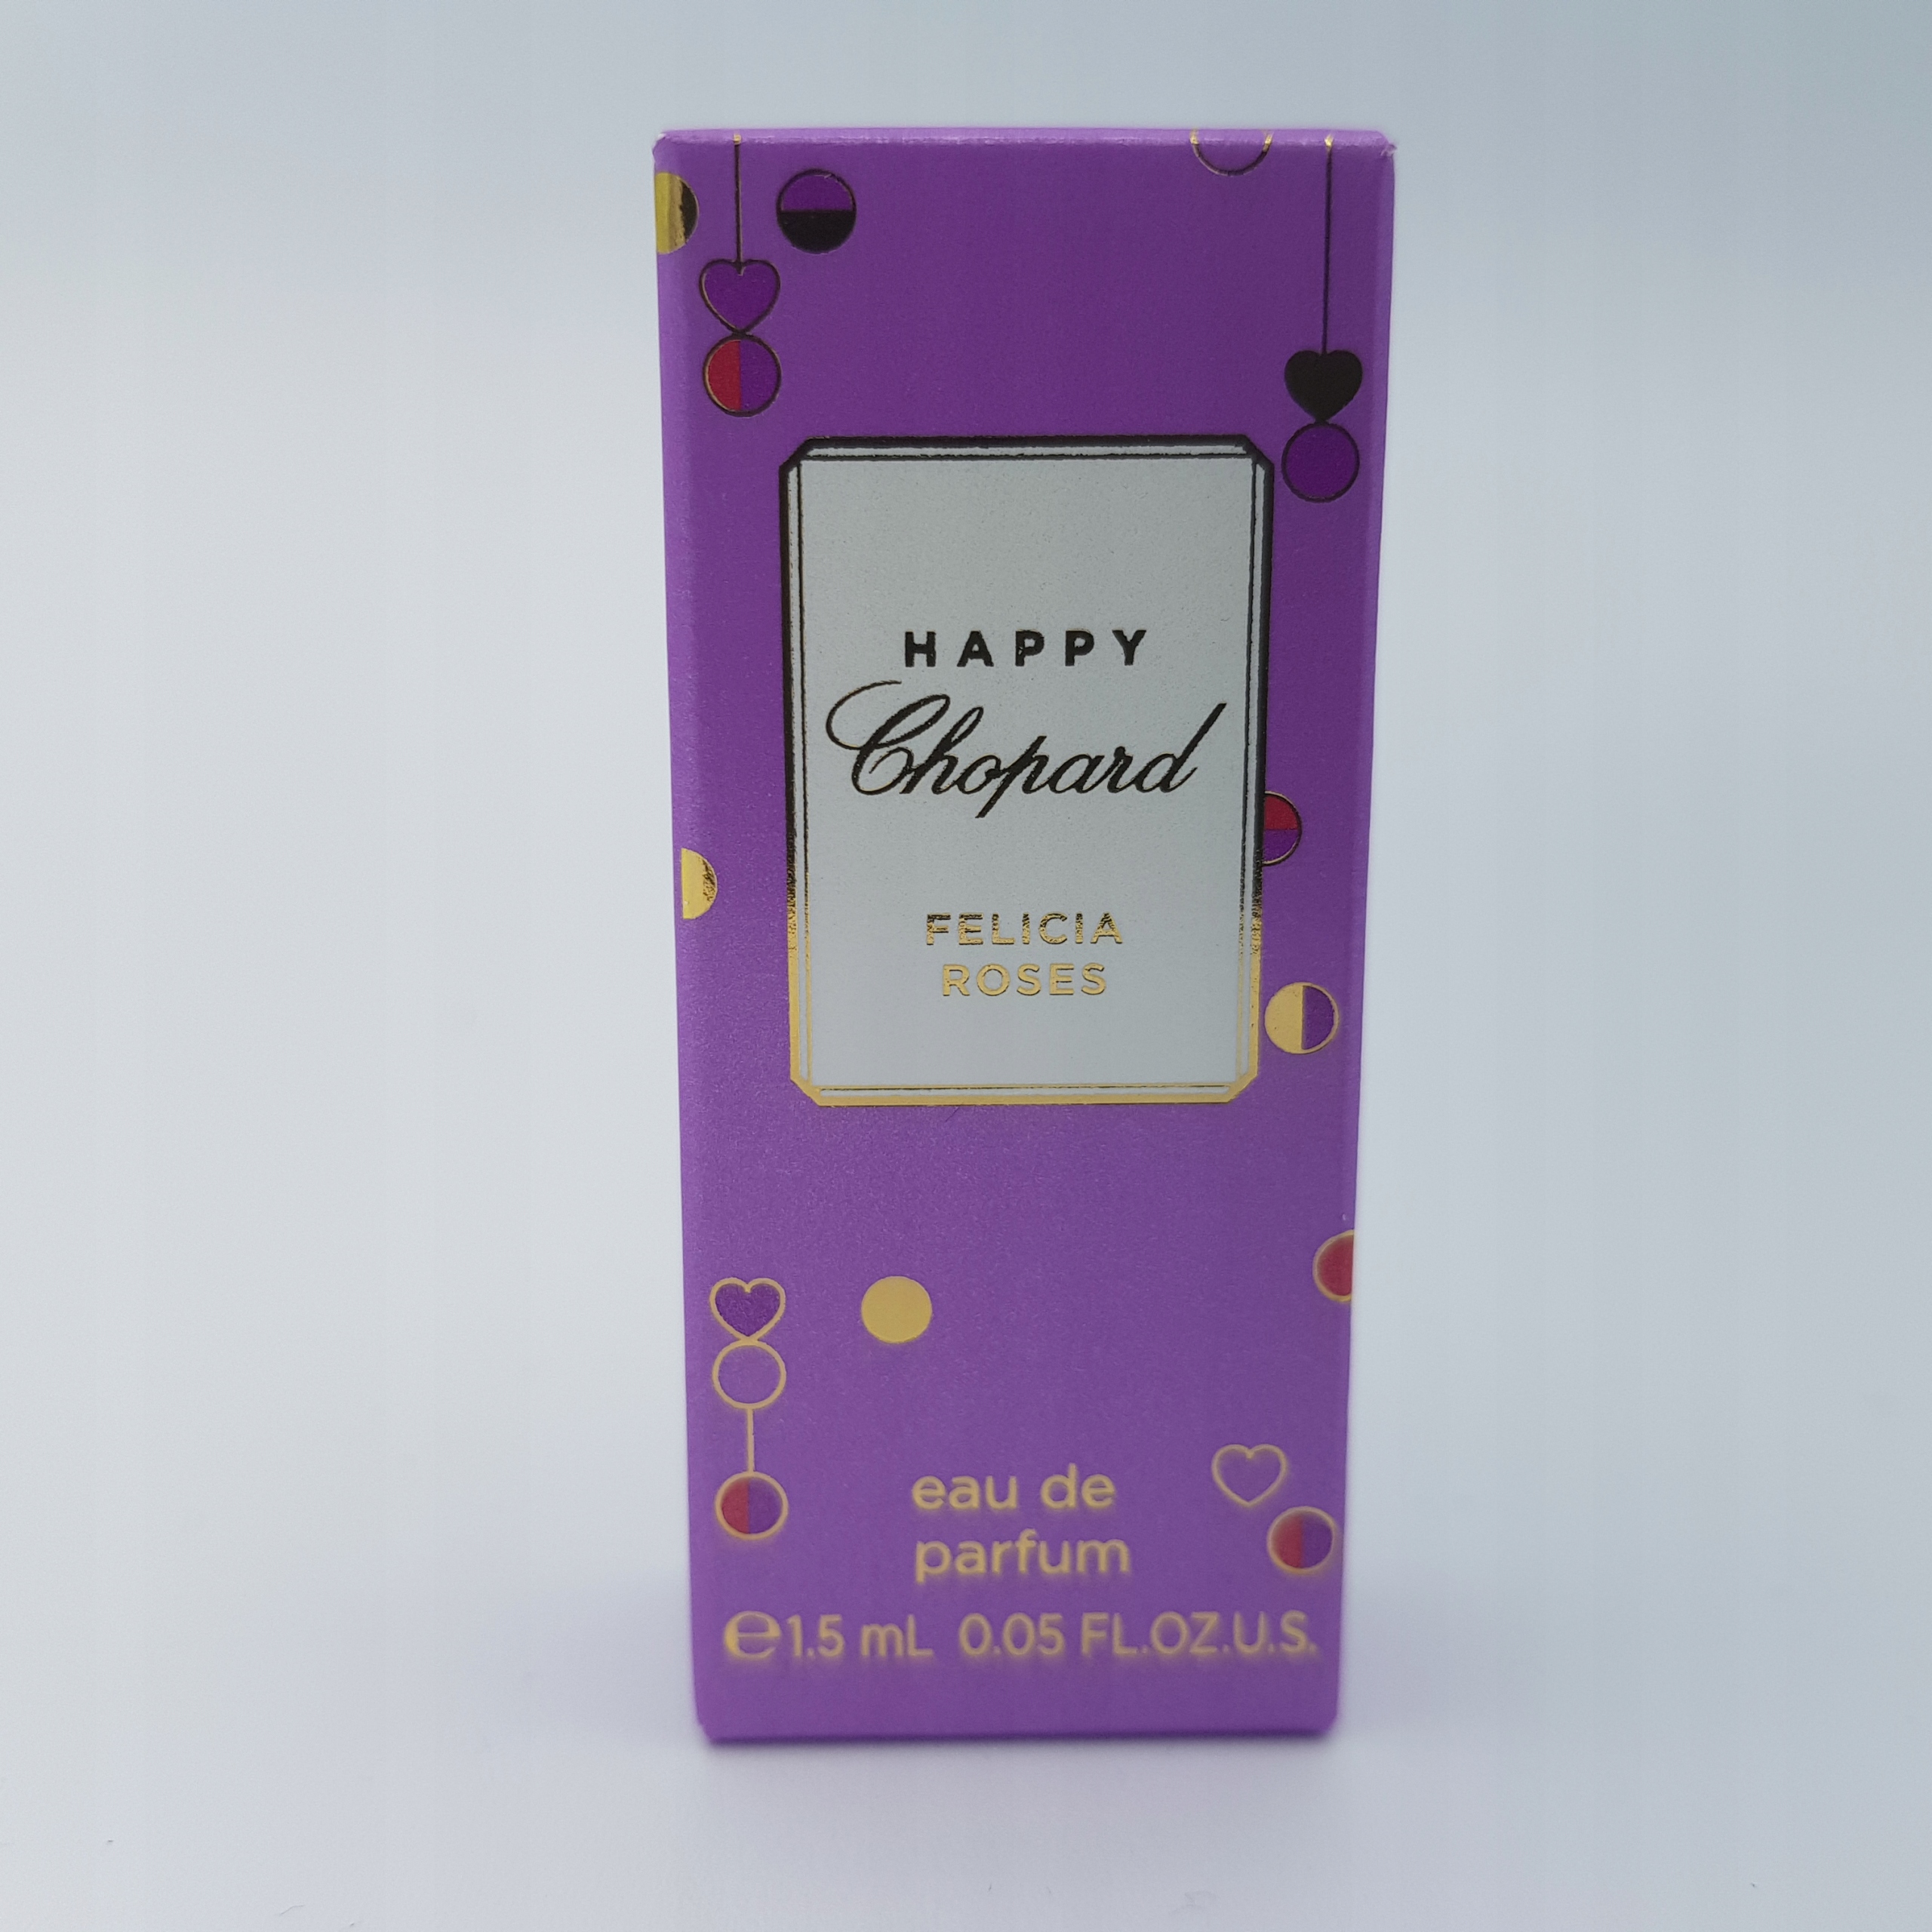 HAPPY
Chopard
FELICIA
ROSES
eau de
parfum
℮1.5 mL 0.05 FL.OZ.U.S.